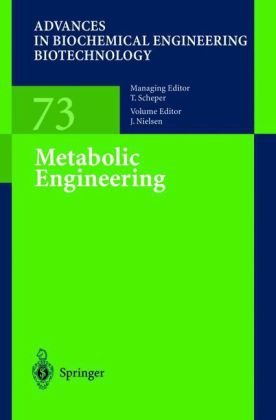 ADVANCES
IN BIOCHEMICAL ENGINEERING
BIOTECHNOLOGY
73
Managing Editor
T. Scheper
Volume Editor
J. Nielsen
Metabolic
Engineering
Springer